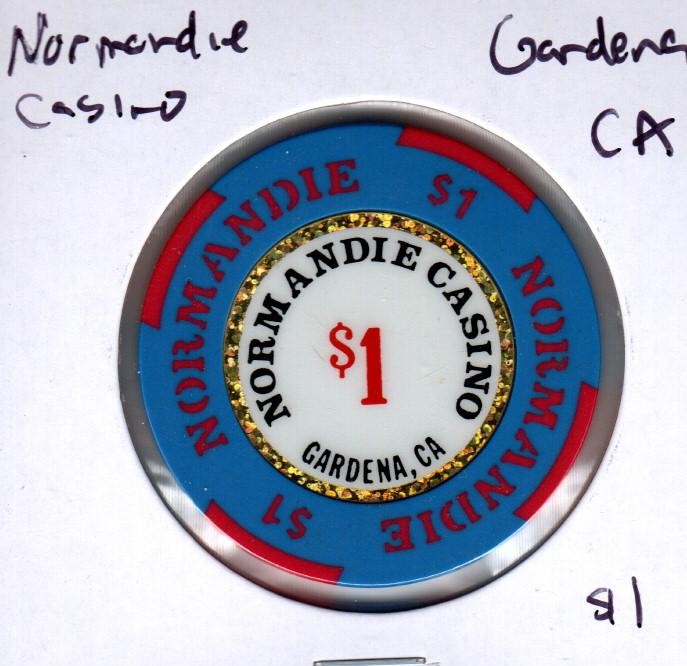 Normandie
Casino
Gardena
CA
NORMANDIE
$1
NORMANDIE
$1
NORMANDIE CASINO
$1
GARDENA, CA
$1